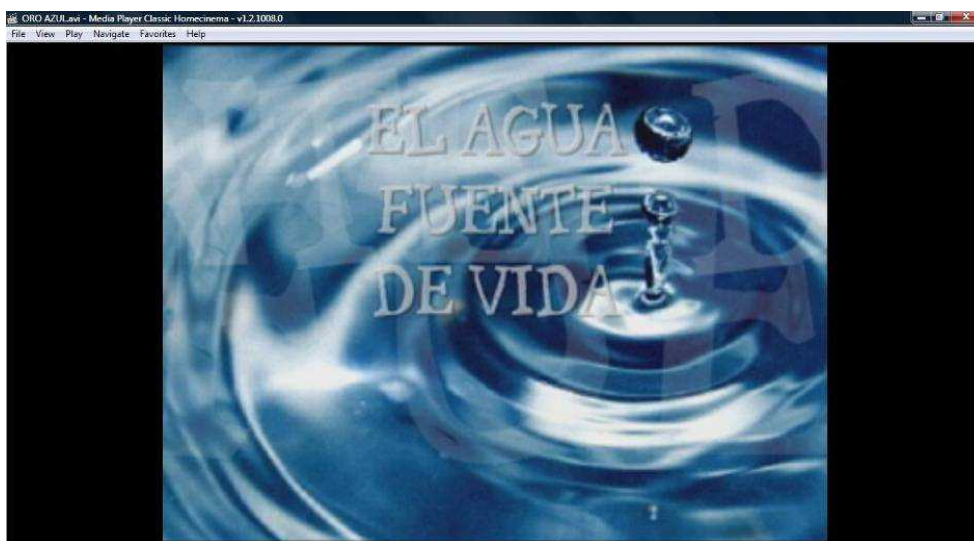 ORO AZUL.avi - Media Player Classic Homecinema - v1.2.1008.0
File View Play Navigate Favorites Help
EL AGUA
FUENTE
DE VIDA